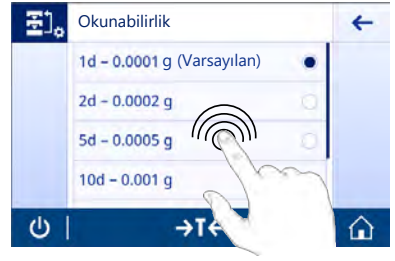 Okunabilirlik
1d – 0.0001 g (Varsayılan)
2d – 0.0002 g
5d – 0.0005 g
10d – 0.001 g
→T←